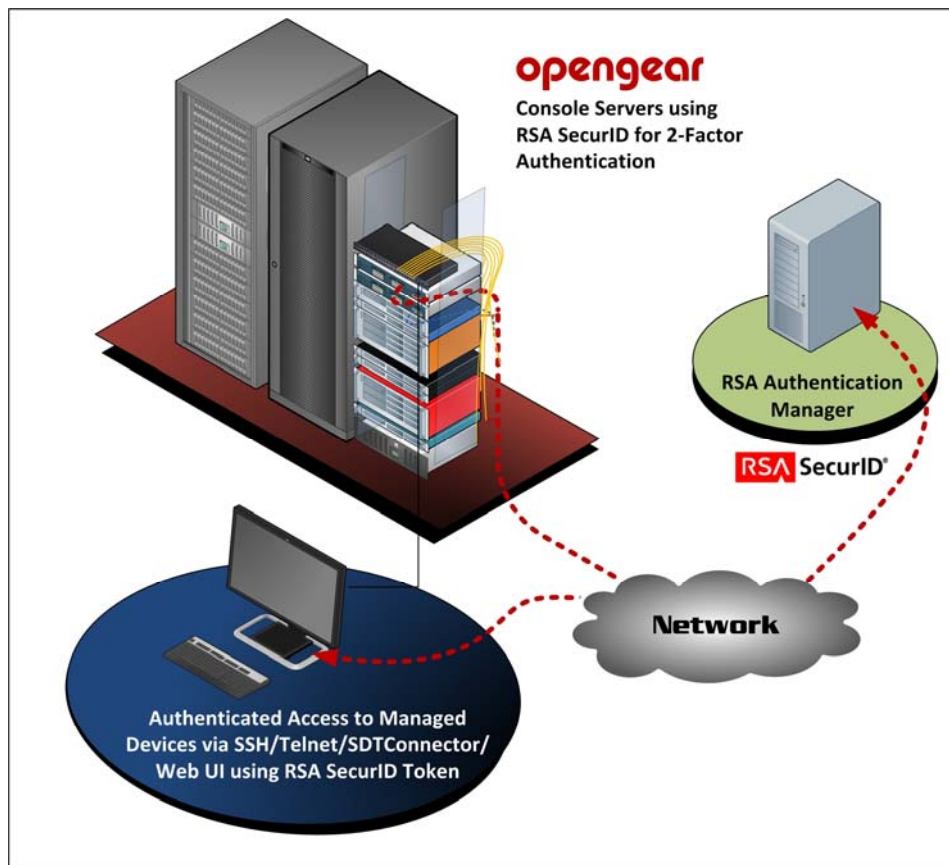 opengear
Console Servers using
RSA SecurID for 2-Factor
Authentication
RSA Authentication
Manager
RSA SecurID®
Network
Authenticated Access to Managed
Devices via SSH/Telnet/SDTConnector/
Web UI using RSA SecurID Token